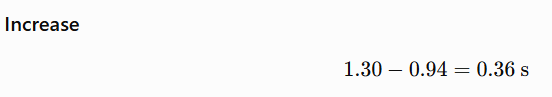 Increase
1.30 − 0.94 = 0.36 s